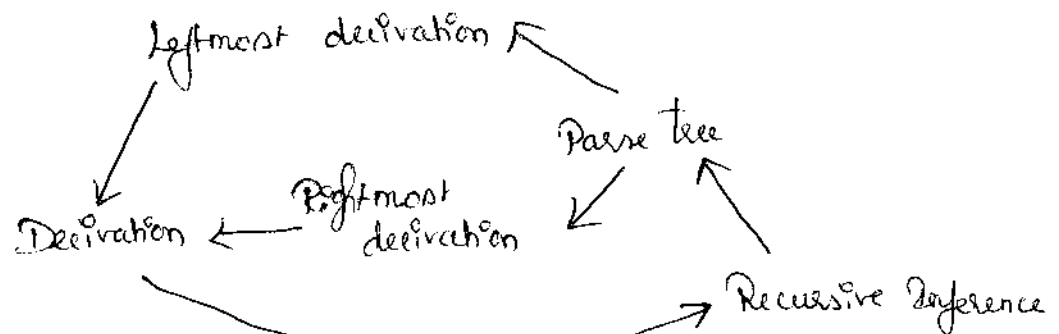 Leftmost derivation
Parse tree
Rightmost
derivation
Derivation
Recursive Inference